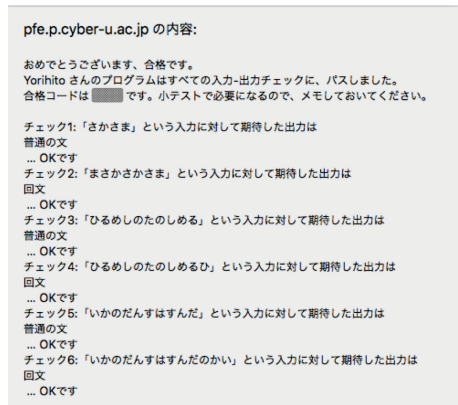 pfe.p.cyber-u.ac.jp の内容:
おめでとうございます、合格です。
Yorihito さんのプログラムはすべての入力-出力チェックに、パスしました。
合格コードは です。小テストで必要になるので、メモしておいてください。
チェック1:「さかさま」という入力に対して期待した出力は
普通の文
... OKです
チェック2:「まさかさかさま」という入力に対して期待した出力は
回文
... OKです
チェック3:「ひるめしのたのしめる」という入力に対して期待した出力は
普通の文
... OKです
チェック4:「ひるめしのたのしめるひ」という入力に対して期待した出力は
回文
... OKです
チェック5:「いかのだんすはすんだ」という入力に対して期待した出力は
普通の文
... OKです
チェック6:「いかのだんすはすんだのかい」という入力に対して期待した出力は
回文
... OKです